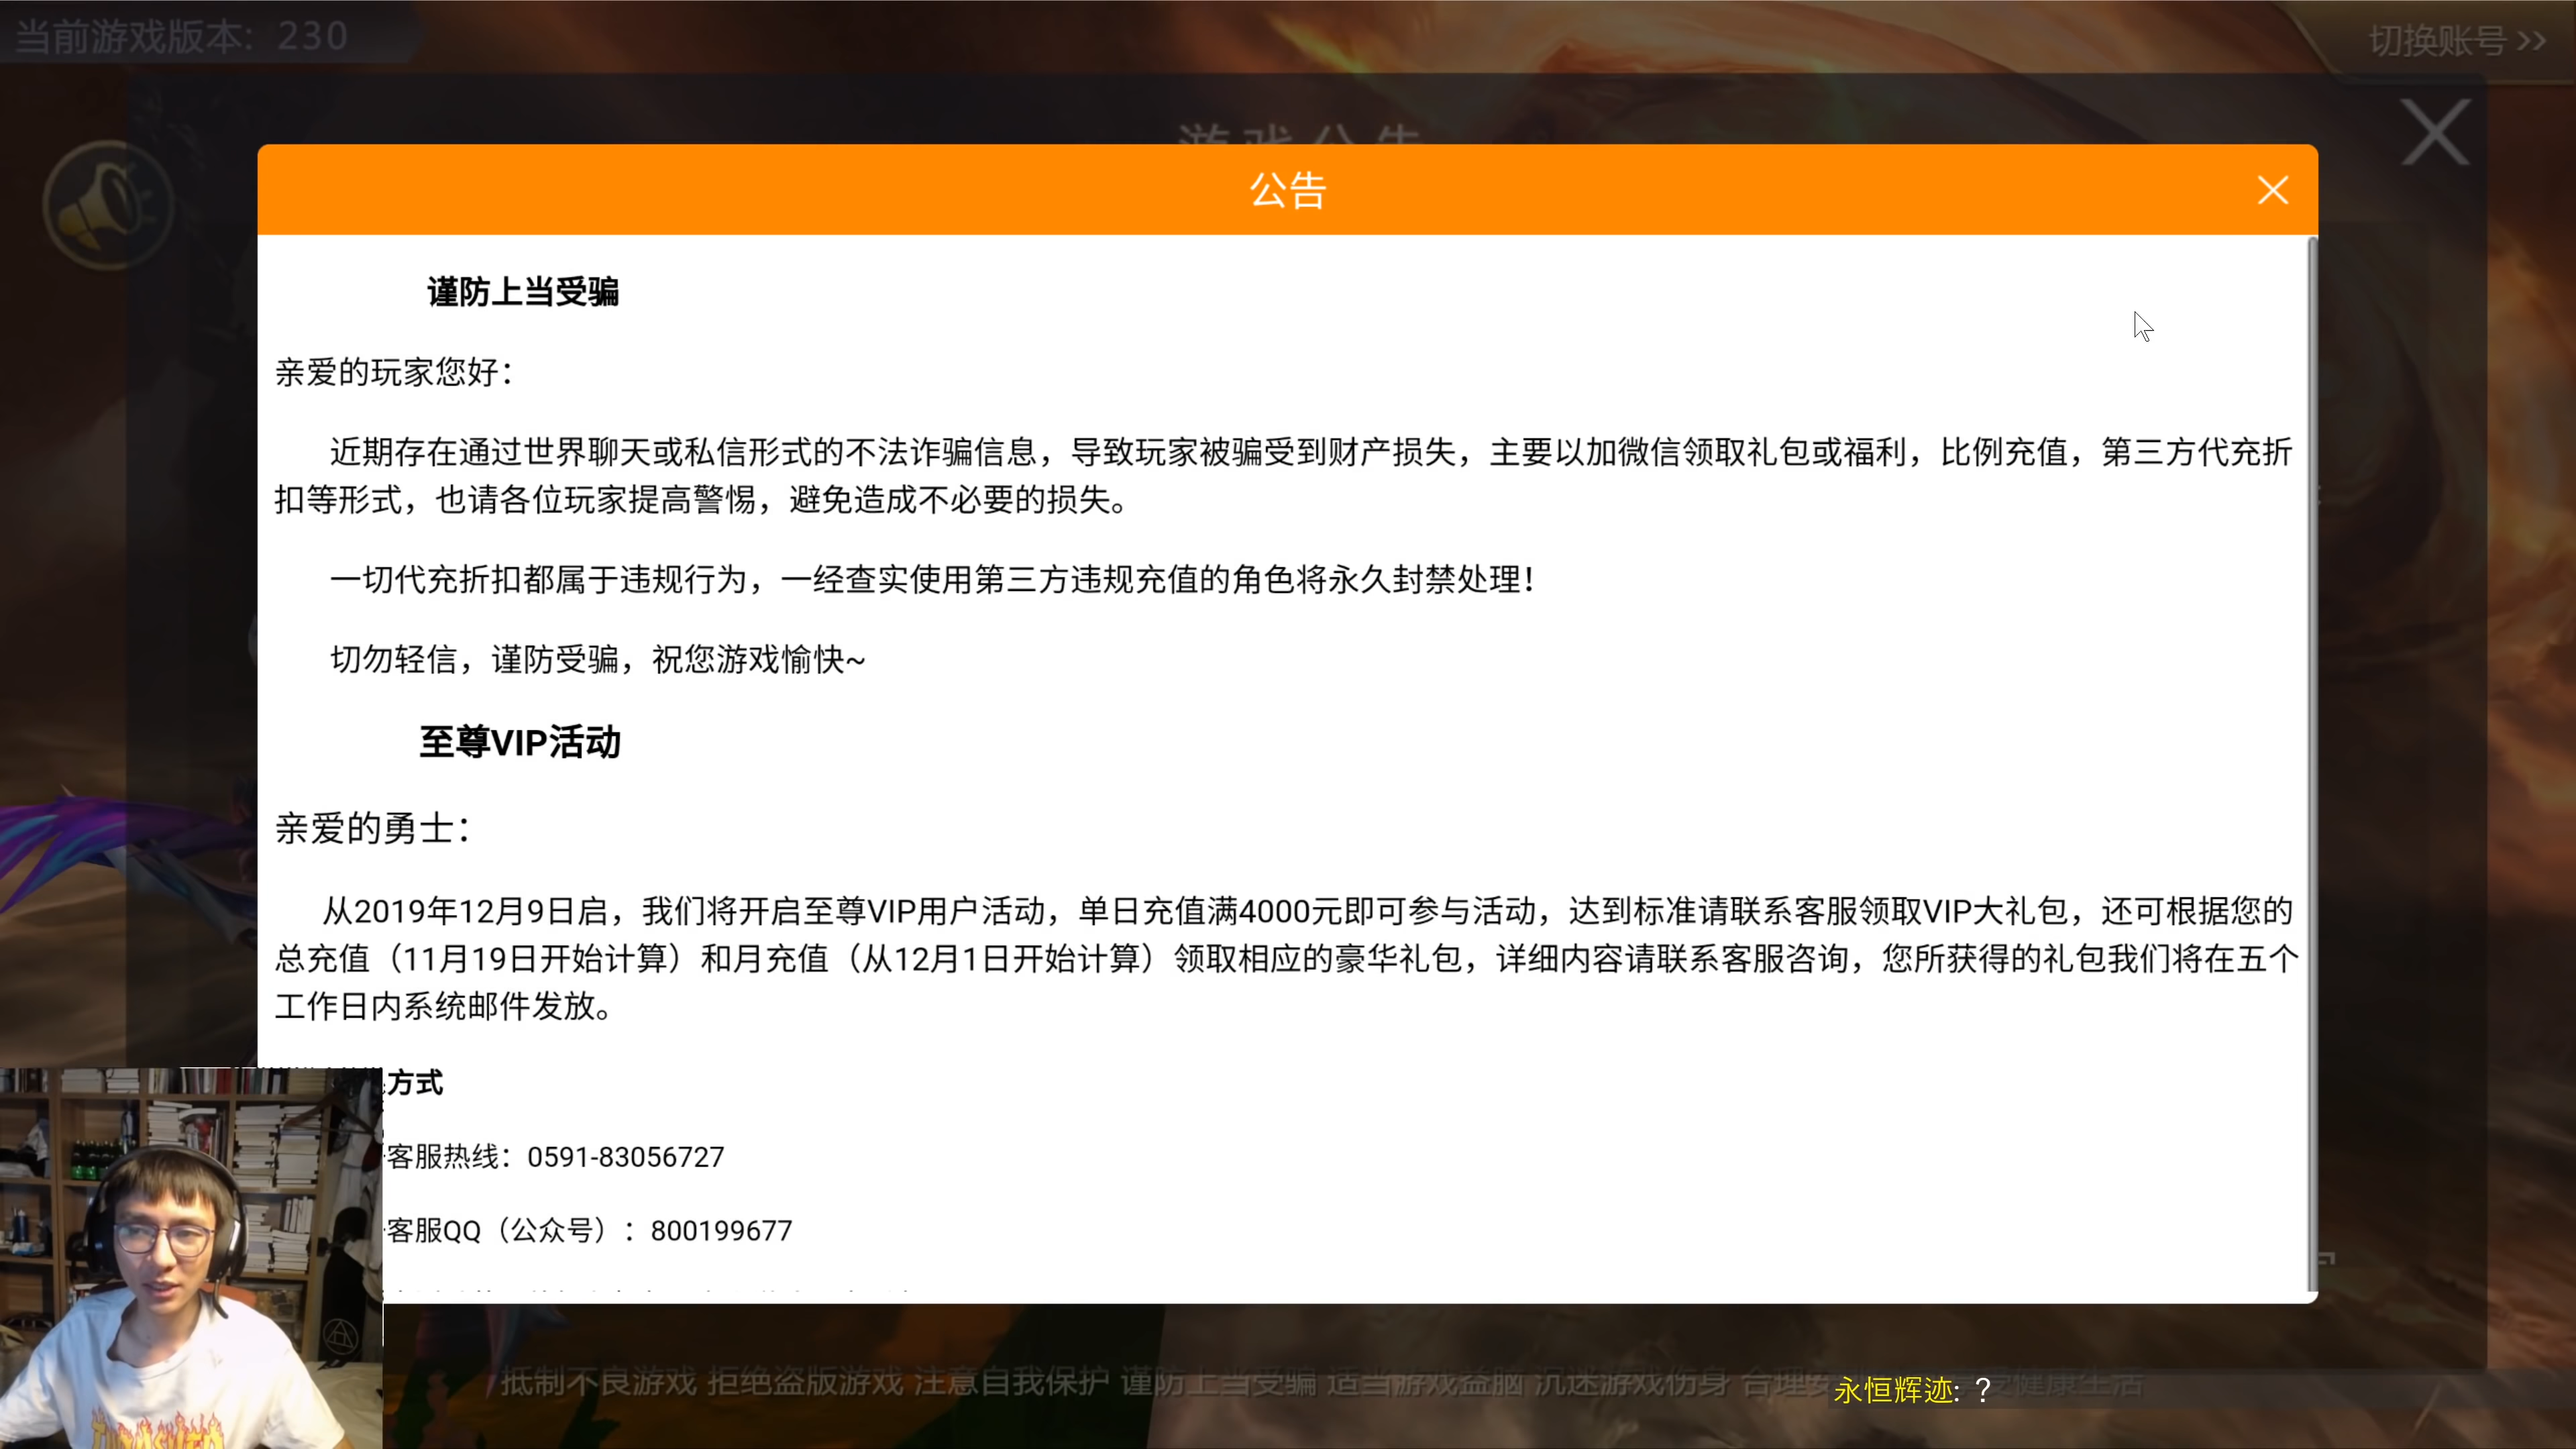 当前游戏版本: 230
切换账号>>
游戏公告
公告
谨防上当受骗
亲爱的玩家您好：
近期存在通过世界聊天或私信形式的不法诈骗信息，导致玩家被骗受到财产损失，主要以加微信领取礼包或福利，比例充值，第三方代充折
扣等形式，也请各位玩家提高警惕，避免造成不必要的损失。
一切代充折扣都属于违规行为，一经查实使用第三方违规充值的角色将永久封禁处理！
切勿轻信，谨防受骗，祝您游戏愉快~
至尊VIP活动
亲爱的勇士：
从2019年12月9日启，我们将开启至尊VIP用户活动，单日充值满4000元即可参与活动，达到标准请联系客服领取VIP大礼包，还可根据您的
总充值（11月19日开始计算）和月充值（从12月1日开始计算）领取相应的豪华礼包，详细内容请联系客服咨询，您所获得的礼包我们将在五个
工作日内系统邮件发放。
方式
客服热线：0591-83056727
客服QQ（公众号）：800199677
抵制不良游戏 拒绝盗版游戏 注意自我保护 谨防上当受骗 适当游戏益脑 沉迷游戏伤身 合理 健康生活
永恒辉迹: ？